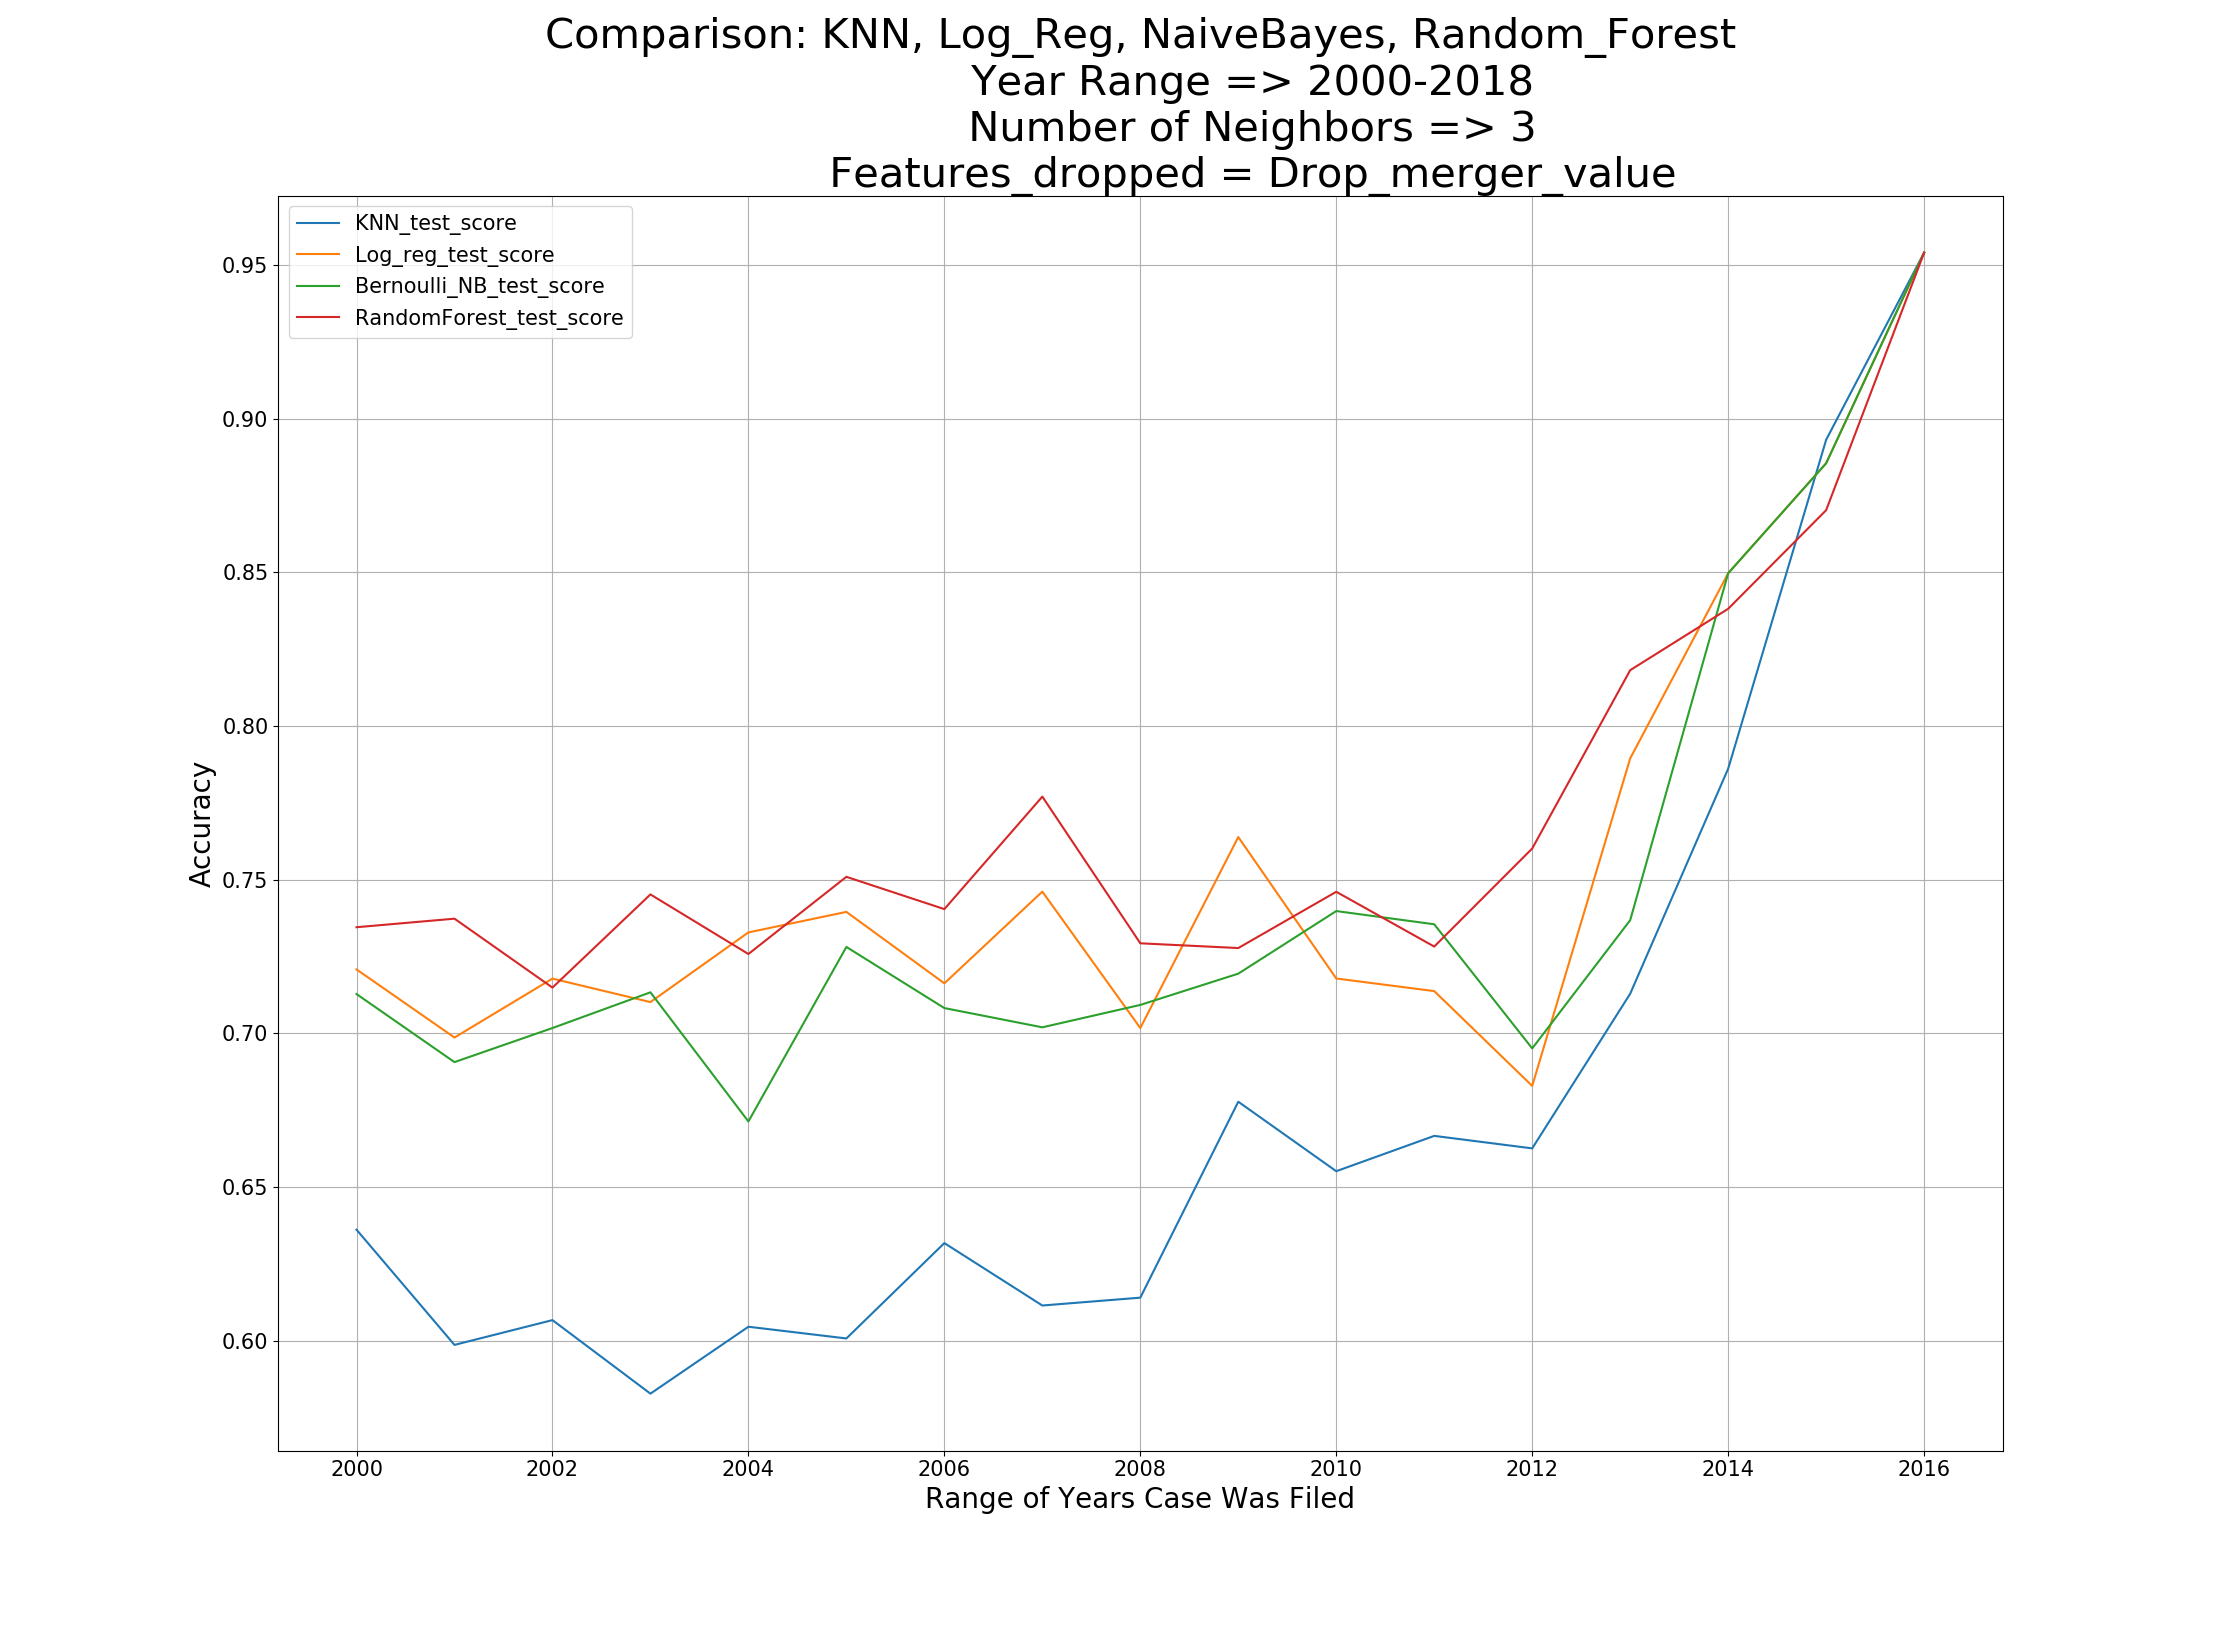 Comparison: KNN, Log_Reg, NaiveBayes, Random_Forest
Year Range => 2000-2018
Number of Neighbors => 3
Features_dropped = Drop_merger_value
KNN_test_score
Log_reg_test_score
Bernoulli_NB_test_score
RandomForest_test_score
Accuracy
0.95
0.90
0.85
0.80
0.75
0.70
0.65
0.60
2000 2002 2004 2006 2008 2010 2012 2014 2016
Range of Years Case Was Filed